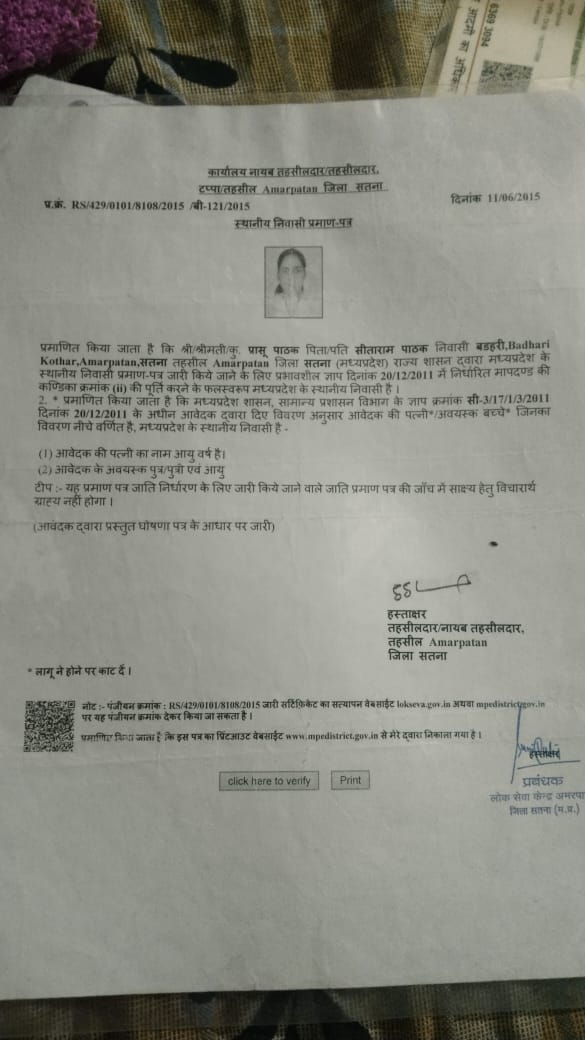 6369 3094
कार्यालय नायब तहसीलदार/तहसीलदार,
टप्पा/तहसील Amarpatan जिला सतना
प्र.क्रं. RS/429/0101/8108/2015 /बी-121/2015
दिनांक 11/06/2015
स्थानीय निवासी प्रमाण-पत्र
प्रमाणित किया जाता है कि श्री/श्रीमती/कु. प्रासू पाठक पिता/पति सीताराम पाठक निवासी बडहरी,Badhari
Kothar,Amarpatan,सतना तहसील Amarpatan जिला सतना (मध्यप्रदेश) राज्य शासन द्वारा मध्यप्रदेश के
स्थानीय निवासी प्रमाण-पत्र जारी किये जाने के लिए प्रभावशील ज्ञाप दिनांक 20/12/2011 में निर्धारित मापदण्ड की
कण्डिका क्रमांक (ii) की पूर्ति करने के फलस्वरूप मध्यप्रदेश के स्थानीय निवासी है ।
2. * प्रमाणित किया जाता है कि मध्यप्रदेश शासन, सामान्य प्रशासन विभाग के ज्ञाप क्रमांक सी-3/17/1/3/2011
दिनांक 20/12/2011 के अधीन आवेदक द्वारा दिए विवरण अनुसार आवेदक की पत्नी*/अवयस्क बच्चे* जिनका
विवरण नीचे वर्णित है, मध्यप्रदेश के स्थानीय निवासी है -
(1) आवेदक की पत्नी का नाम आयु वर्ष है।
(2) आवेदक के अवयस्क पुत्र/पुत्री एवं आयु
टीप :- यह प्रमाण पत्र जाति निर्धारण के लिए जारी किये जाने वाले जाति प्रमाण पत्र की जाँच में साक्ष्य हेतु विचारार्थ
ग्राहय नहीं होगा ।
(आवेदक द्वारा प्रस्तुत घोषणा पत्र के आधार पर जारी)
हस्ताक्षर
तहसीलदार/नायब तहसीलदार,
तहसील Amarpatan
जिला सतना
* लागू ने होने पर काट दें ।
नोट :- पंजीयन क्रमांक : RS/429/0101/8108/2015 जारी सर्टिफ़िकेट का सत्यापन वेबसाईट lokseva.gov.in अथवा mpedistrict.gov.in
पर यह पंजीयन क्रमांक देकर किया जा सकता है ।
प्रमाणित किया जाता है कि इस पत्र का प्रिंटआउट वेबसाईट www.mpedistrict.gov.in से मेरे द्वारा निकाला गया है ।
हस्ताक्षर
click here to verify Print
प्रबंधक
लोक सेवा केन्द्र अमरपा
जिला सतना (म.प्र.)